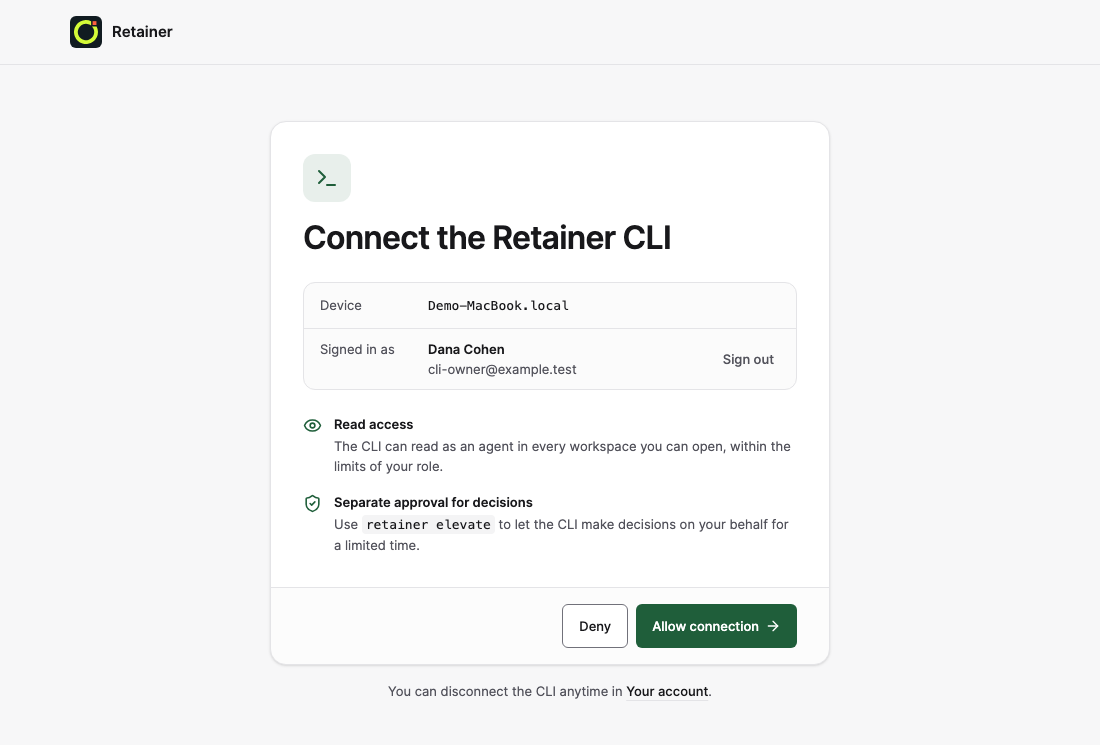 Retainer
Connect the Retainer CLI
Device Demo-MacBook.local
Signed in as Dana Cohen
cli-owner@example.test
Sign out
Read access
The CLI can read as an agent in every workspace you can open, within the
limits of your role.
Separate approval for decisions
Use retainer elevate to let the CLI make decisions on your behalf for
a limited time.
Deny
Allow connection →
You can disconnect the CLI anytime in Your account.